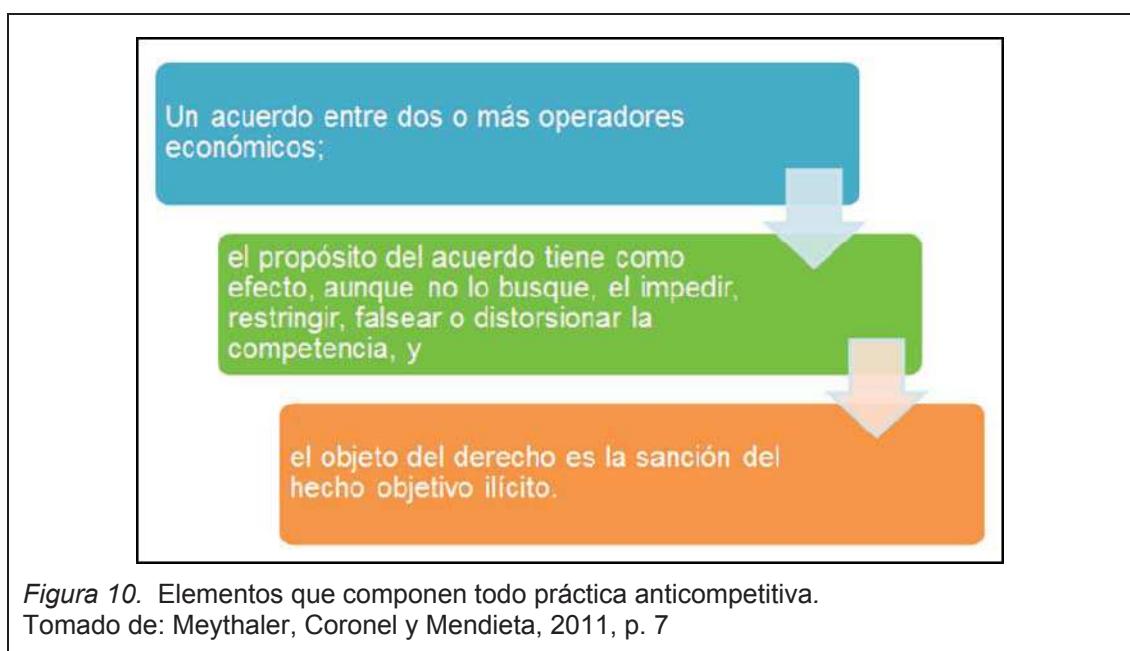 Un acuerdo entre dos o más operadores
económicos;
el propósito del acuerdo tiene como
efecto, aunque no lo busque, el impedir,
restringir, falsear o distorsionar la
competencia, y
el objeto del derecho es la sanción del
hecho objetivo ilícito.
Figura 10. Elementos que componen todo práctica anticompetitiva.
Tomado de: Meythaler, Coronel y Mendieta, 2011, p. 7